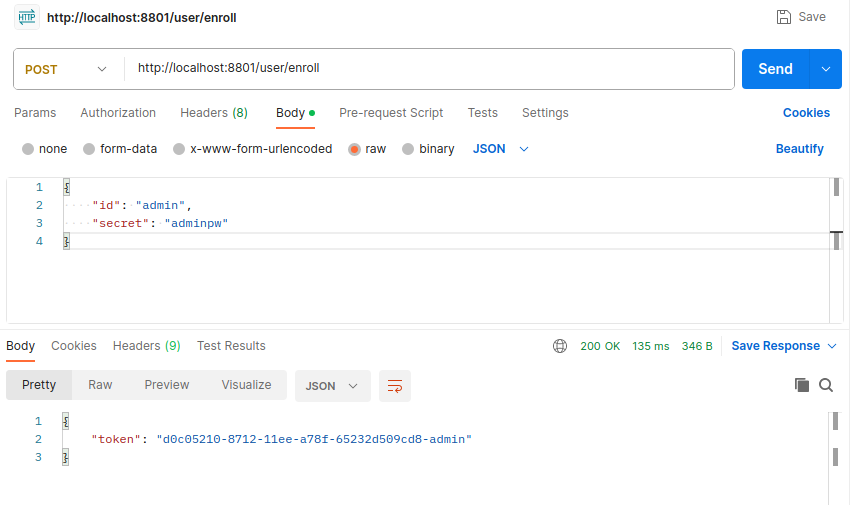 HTTP http://localhost:8801/user/enroll Save
POST http://localhost:8801/user/enroll Send
Params Authorization Headers (8) Body Pre-request Script Tests Settings Cookies
none form-data x-www-form-urlencoded raw binary JSON Beautify
1 {
2 "id": "admin",
3 "secret": "adminpw"
4 }
Body Cookies Headers (9) Test Results 200 OK 135 ms 346 B Save Response
Pretty Raw Preview Visualize JSON
1 {
2 "token": "d0c05210-8712-11ee-a78f-65232d509cd8-admin"
3 }